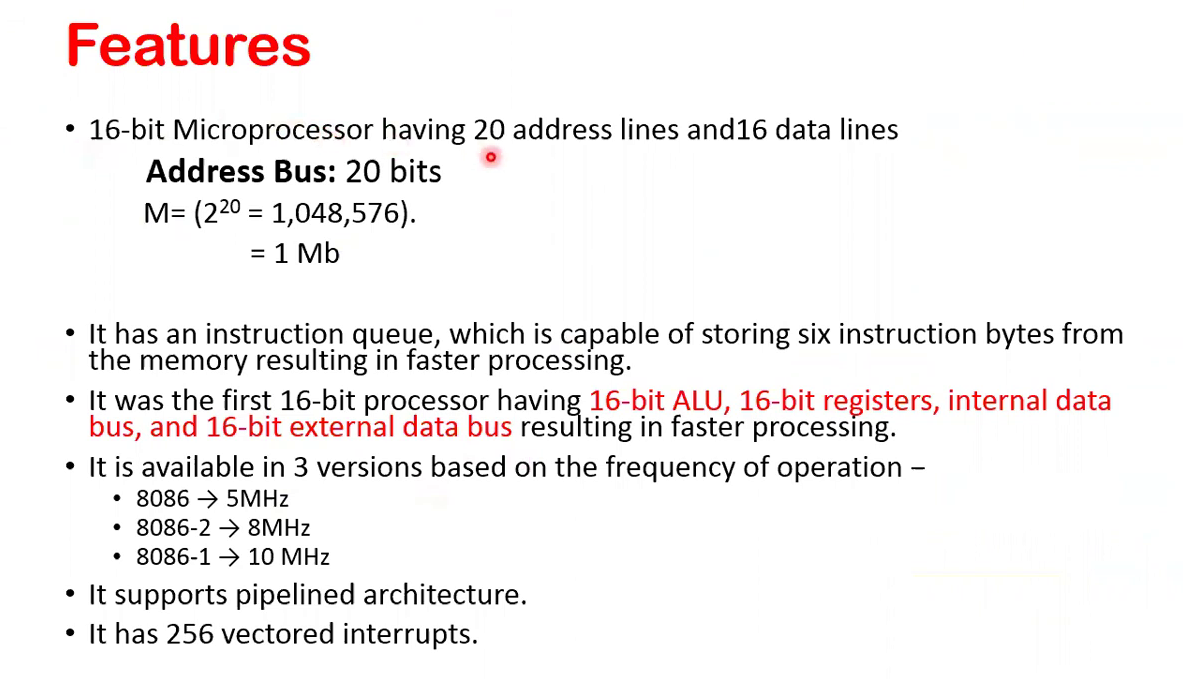 Features
• 16-bit Microprocessor having 20 address lines and16 data lines
Address Bus: 20 bits
M= (2²⁰ = 1,048,576).
= 1 Mb
• It has an instruction queue, which is capable of storing six instruction bytes from
the memory resulting in faster processing.
• It was the first 16-bit processor having 16-bit ALU, 16-bit registers, internal data
bus, and 16-bit external data bus resulting in faster processing.
• It is available in 3 versions based on the frequency of operation −
• 8086 → 5MHz
• 8086-2 → 8MHz
• 8086-1 → 10 MHz
• It supports pipelined architecture.
• It has 256 vectored interrupts.